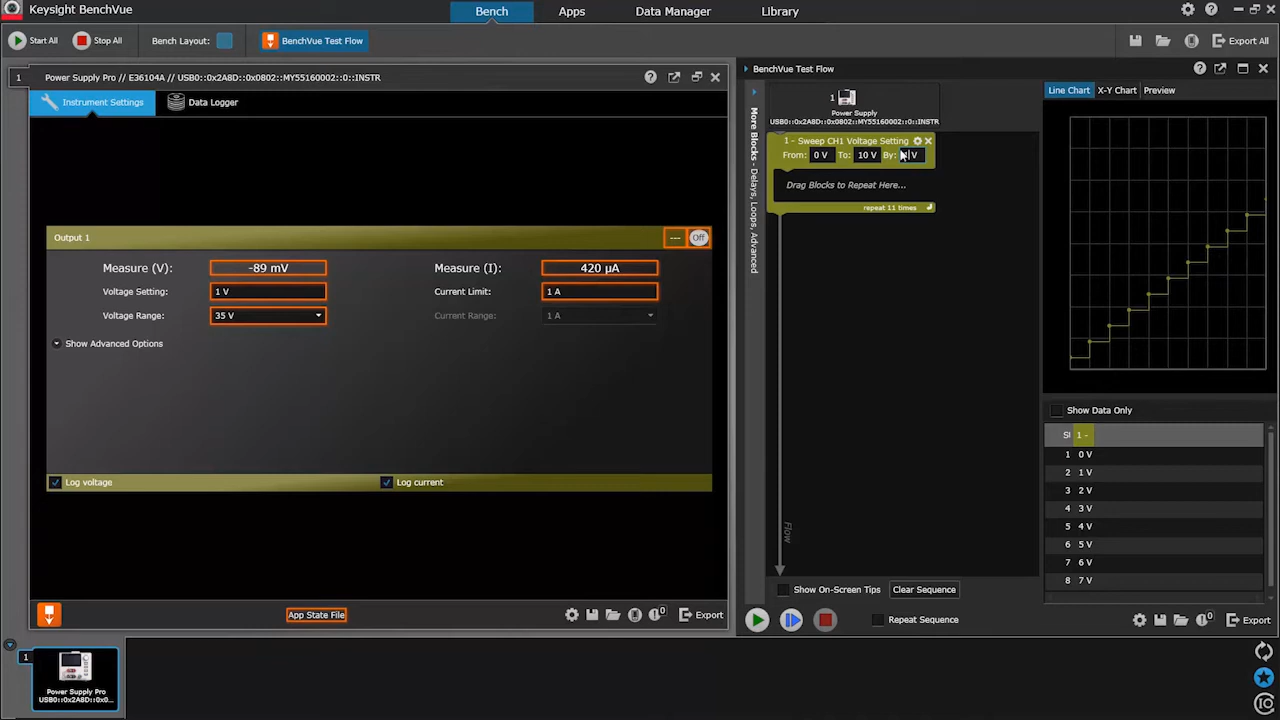 Keysight BenchVue
Bench
Apps
Data Manager
Library
Start All
Stop All
Bench Layout:
BenchVue Test Flow
Export All
1
Power Supply Pro // E36104A // USB0::0x2A8D::0x0802::MY55160002::0::INSTR
Instrument Settings
Data Logger
Output 1
---
Off
Measure (V):
-89 mV
Measure (I):
420 µA
Voltage Setting:
1 V
Current Limit:
1 A
Voltage Range:
35 V
Current Range:
1 A
Show Advanced Options
Log voltage
Log current
App State File
0
Export
BenchVue Test Flow
More Blocks - Delays, Loops, Advanced
1
Power Supply
USB0::0x2A8D::0x0802::MY55160002::0::INSTR
1 - Sweep CH1 Voltage Setting
From: 0 V To: 10 V By: V
Drag Blocks to Repeat Here...
repeat 11 times
Flow
Show On-Screen Tips
Clear Sequence
Repeat Sequence
Line Chart
X-Y Chart
Preview
Show Data Only
1 -
1 0 V
2 1 V
3 2 V
4 3 V
5 4 V
6 5 V
7 6 V
8 7 V
0
Export
1
Power Supply Pro
USB0::0x2A8D::0x0...